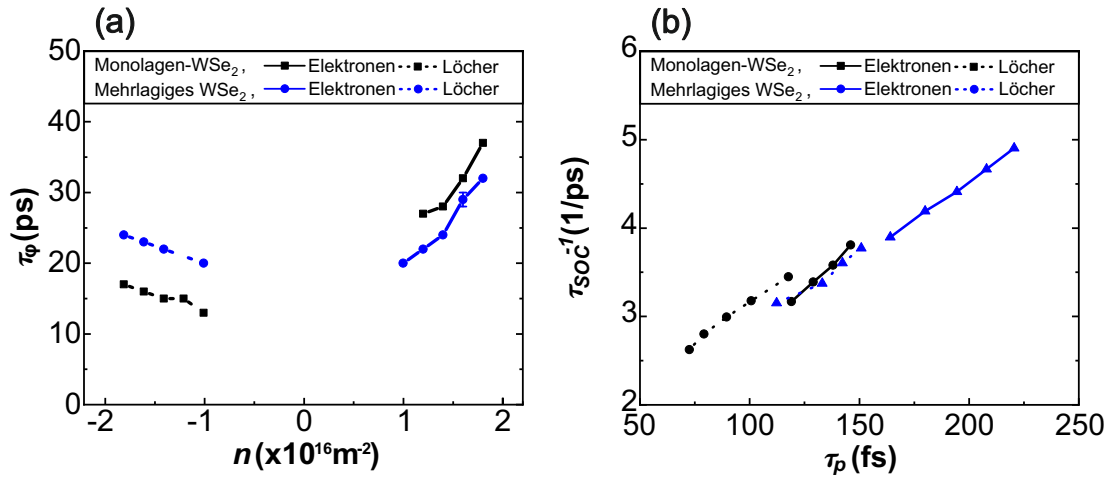 (a)
50
Monolagen-WSe₂, Elektronen Löcher
Mehrlagiges WSe₂, Elektronen Löcher
40
30
20
10
0
τφ (ps)
-2 -1 0 1 2
n (x10¹⁶m⁻²)
(b)
6
Monolagen-WSe₂, Elektronen Löcher
Mehrlagiges WSe₂, Elektronen Löcher
5
4
3
2
τSOC⁻¹ (1/ps)
50 100 150 200 250
τp (fs)